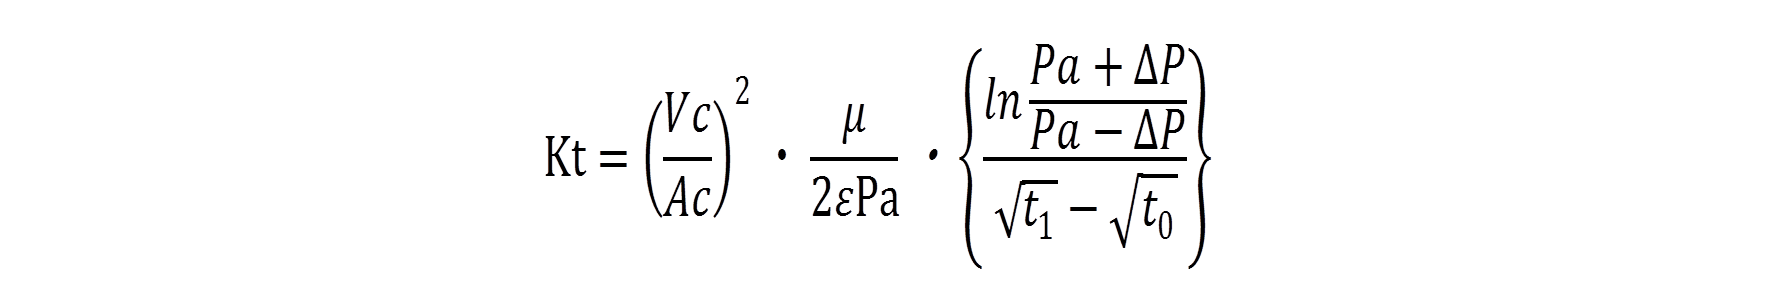 Kt = (Vc/Ac)² · μ/2εPa · {ln (Pa + ΔP)/(Pa − ΔP) / (√t₁ − √t₀)}